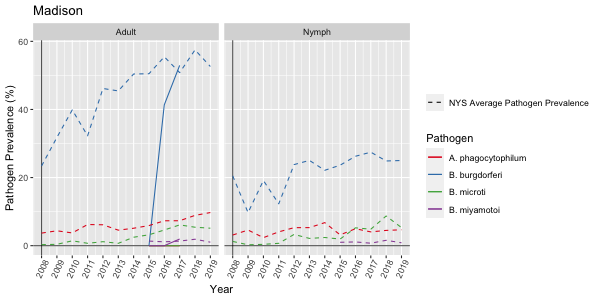 Madison
Adult
Nymph
Pathogen Prevalence (%)
60
40
20
0
2008 2009 2010 2011 2012 2013 2014 2015 2016 2017 2018 2019
2008 2009 2010 2011 2012 2013 2014 2015 2016 2017 2018 2019
Year
NYS Average Pathogen Prevalence
Pathogen
A. phagocytophilum
B. burgdorferi
B. microti
B. miyamotoi